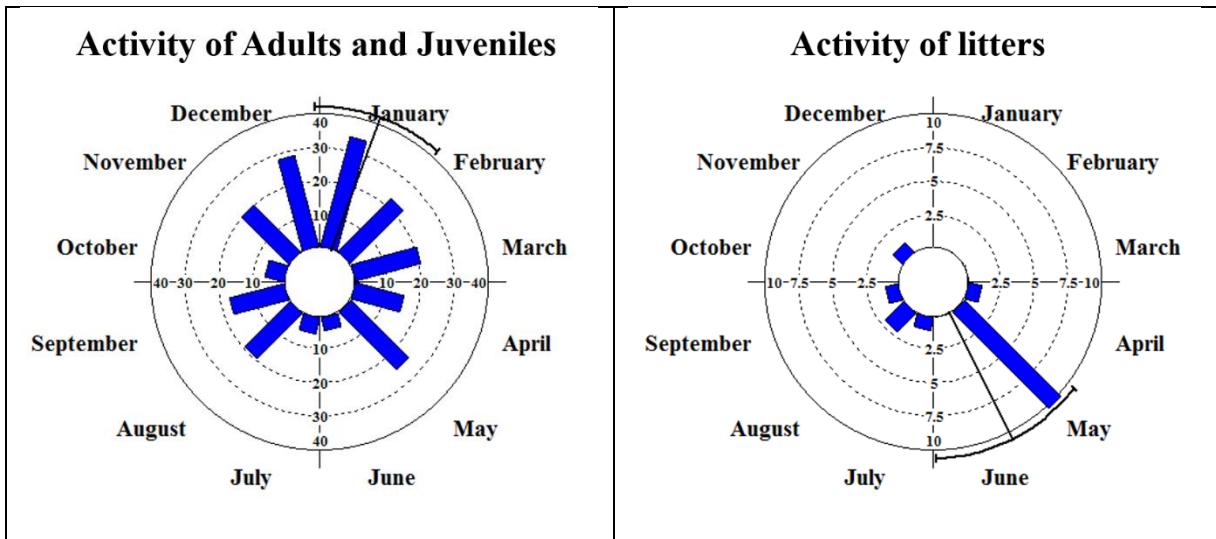 Activity of Adults and Juveniles
December January
40
November 30 February
20
10
October March
40 30 20 10 10 20 30 40
September 10 April
20
August 30 May
40
July June
Activity of litters
December January
10
November 7.5 February
5
2.5
October March
10 7.5 5 2.5 5 7.5 10
September 2.5 April
5
August 7.5 May
10
July June